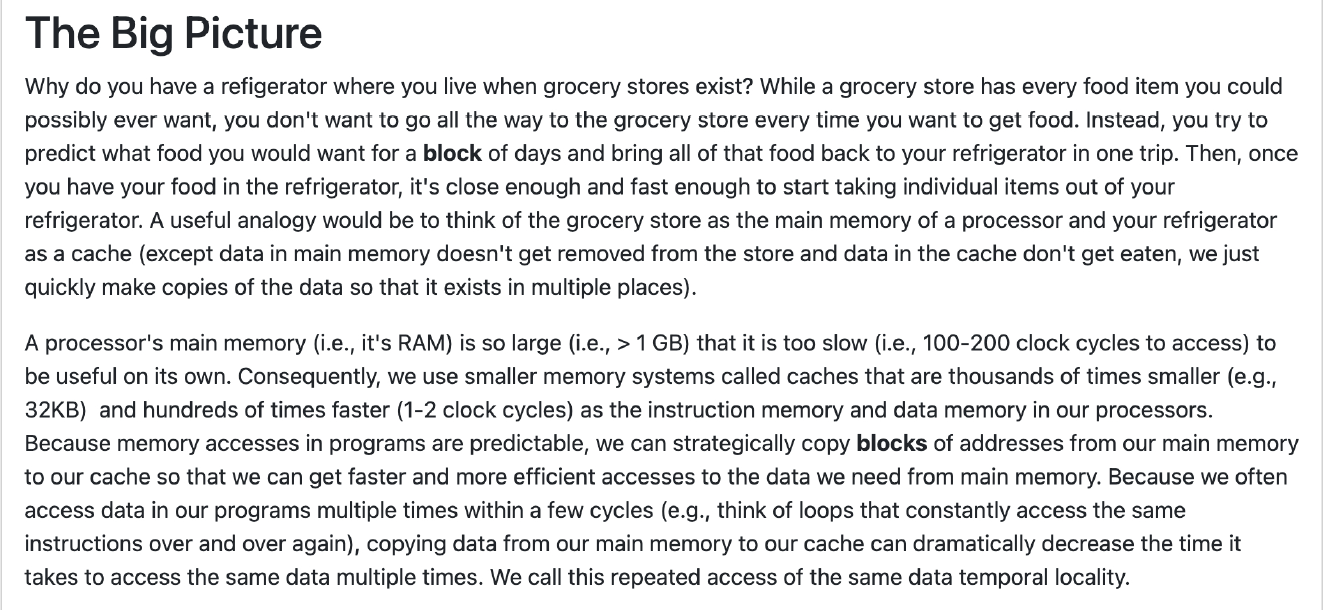 The Big Picture
Why do you have a refigerator where you live when grocery stores exist? While a grocery store has every food item you could
possibly ever want, you don't want to go all the way to the grocery store every time you want to get food. Instead, you try to
predict what food you would want for a block of days and bring all of that food back to your refrigerator in one trip. Then, once
you have your food in the refrigerator, it's close enough and fast enough to start taking individual items out of your
refrigerator. A useful analogy would be to think of the grocery store as the main memory of a processor and your refrigerator
as a cache (except data in main memory doesn't get removed from the store and data in the cache don't get eaten, we just
quickly make copies of the data so that it exists in multiple places).
A processor's main memory (i.e., it's RAM) is so large (i.e., > 1 GB) that it is too slow (i.e., 100-200 clock cycles to access) to
be useful on its own. Consequently, we use smaller memory systems called caches that are thousands of times smaller (e.g.,
32KB)  and hundreds of times faster (1-2 clock cycles) as the instruction memory and data memory in our processors.
Because memory accesses in programs are predictable, we can strategically copy blocks of addresses from our main memory
to our cache so that we can get faster and more efficient accesses to the data we need from main memory. Because we often
access data in our programs multiple times within a few cycles (e.g., think of loops that constantly access the same
instructions over and over again), copying data from our main memory to our cache can dramatically decrease the time it
takes to access the same data multiple times. We call this repeated access of the same data temporal locality.